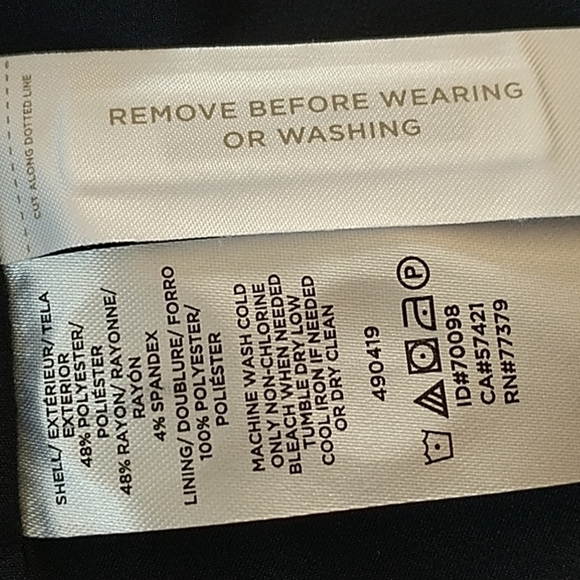 REMOVE BEFORE WEARING
OR WASHING
CUT ALONG DOTTED LINE
SHELL/ EXTÉRIEUR/ TELA
EXTERIOR
48% POLYESTER/
POLIÉSTER
48% RAYON/ RAYONNE/
RAYON
4% SPANDEX
LINING/ DOUBLURE/ FORRO
100% POLYESTER/
POLIÉSTER
MACHINE WASH COLD
ONLY NON-CHLORINE
BLEACH WHEN NEEDED
TUMBLE DRY LOW
COOL IRON IF NEEDED
OR DRY CLEAN
490419
P
ID#70098
CA#57421
RN#77379